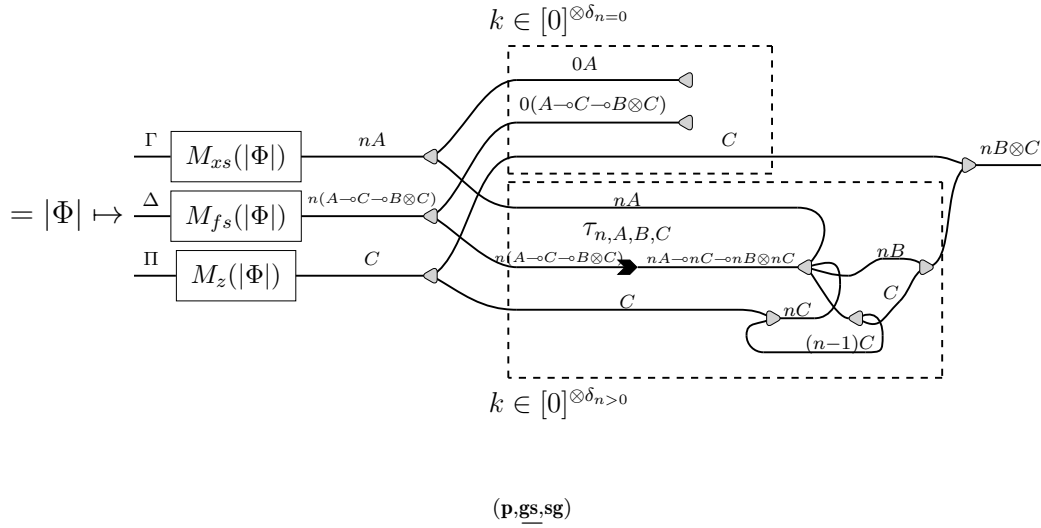 k ∈ [0]^{⊗δ_{n=0}}
0A
0(A⊸C⊸B⊗C)
Γ M_{xs}(|Φ|) nA
C
nB⊗C
= |Φ| ↦ Δ M_{fs}(|Φ|) n(A⊸C⊸B⊗C)
nA
τ_{n,A,B,C}
n(A⊸C⊸B⊗C) nA⊸nC⊸nB⊗nC
nB
Π M_z(|Φ|) C
C
C
nC
(n−1)C
k ∈ [0]^{⊗δ_{n>0}}
(p,gs,sg)